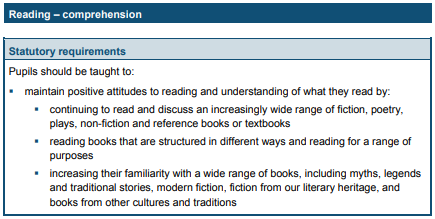 Reading – comprehension
Statutory requirements
Pupils should be taught to:
▪ maintain positive attitudes to reading and understanding of what they read by:
▪ continuing to read and discuss an increasingly wide range of fiction, poetry,
plays, non-fiction and reference books or textbooks
▪ reading books that are structured in different ways and reading for a range of
purposes
▪ increasing their familiarity with a wide range of books, including myths, legends
and traditional stories, modern fiction, fiction from our literary heritage, and
books from other cultures and traditions